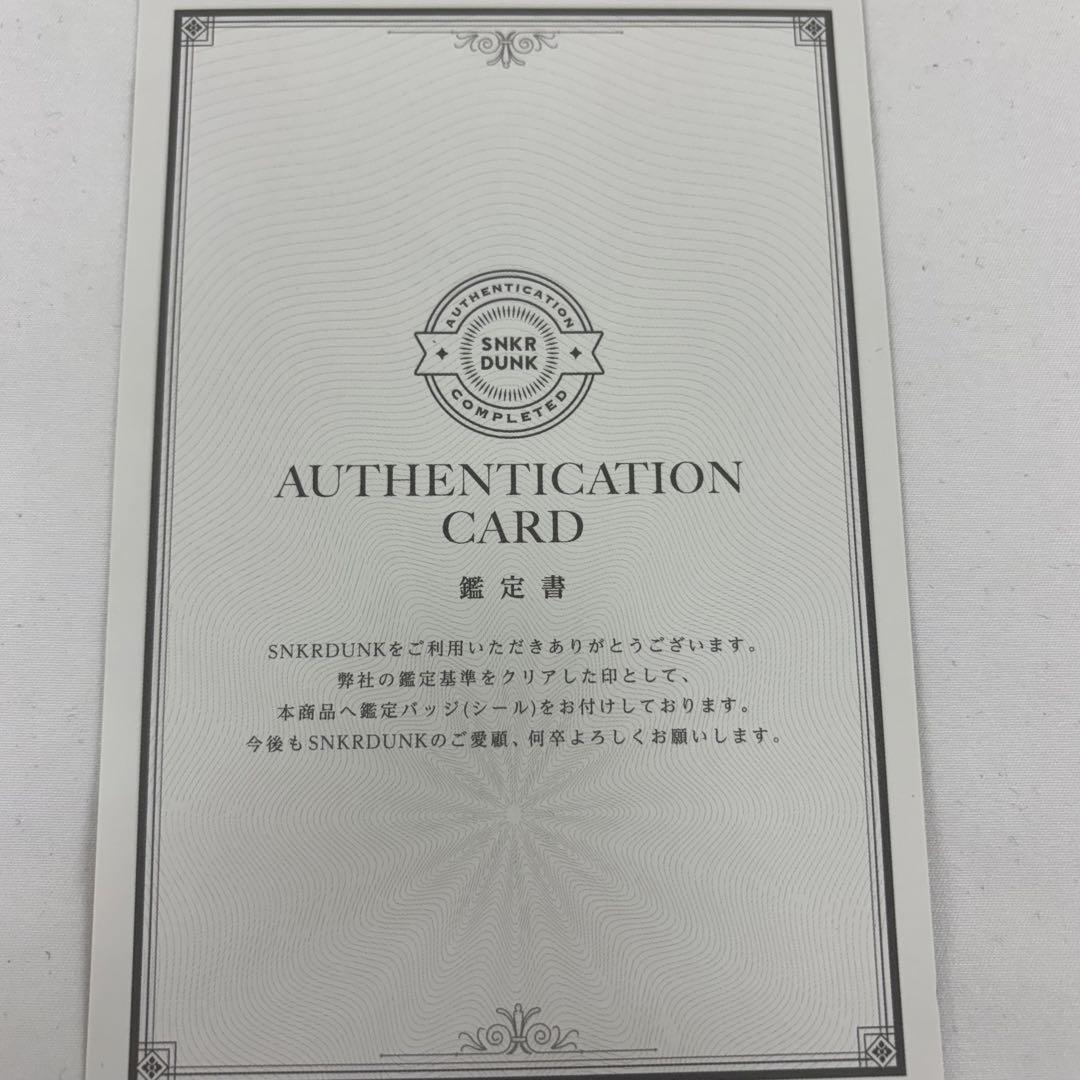 AUTHENTICATION
SNKR
DUNK
COMPLETED
AUTHENTICATION
CARD
鑑定書
SNKRDUNKをご利用いただきありがとうございます。
弊社の鑑定基準をクリアした印として、
本商品へ鑑定バッジ(シール)をお付けしております。
今後もSNKRDUNKのご愛顧、何卒よろしくお願いします。